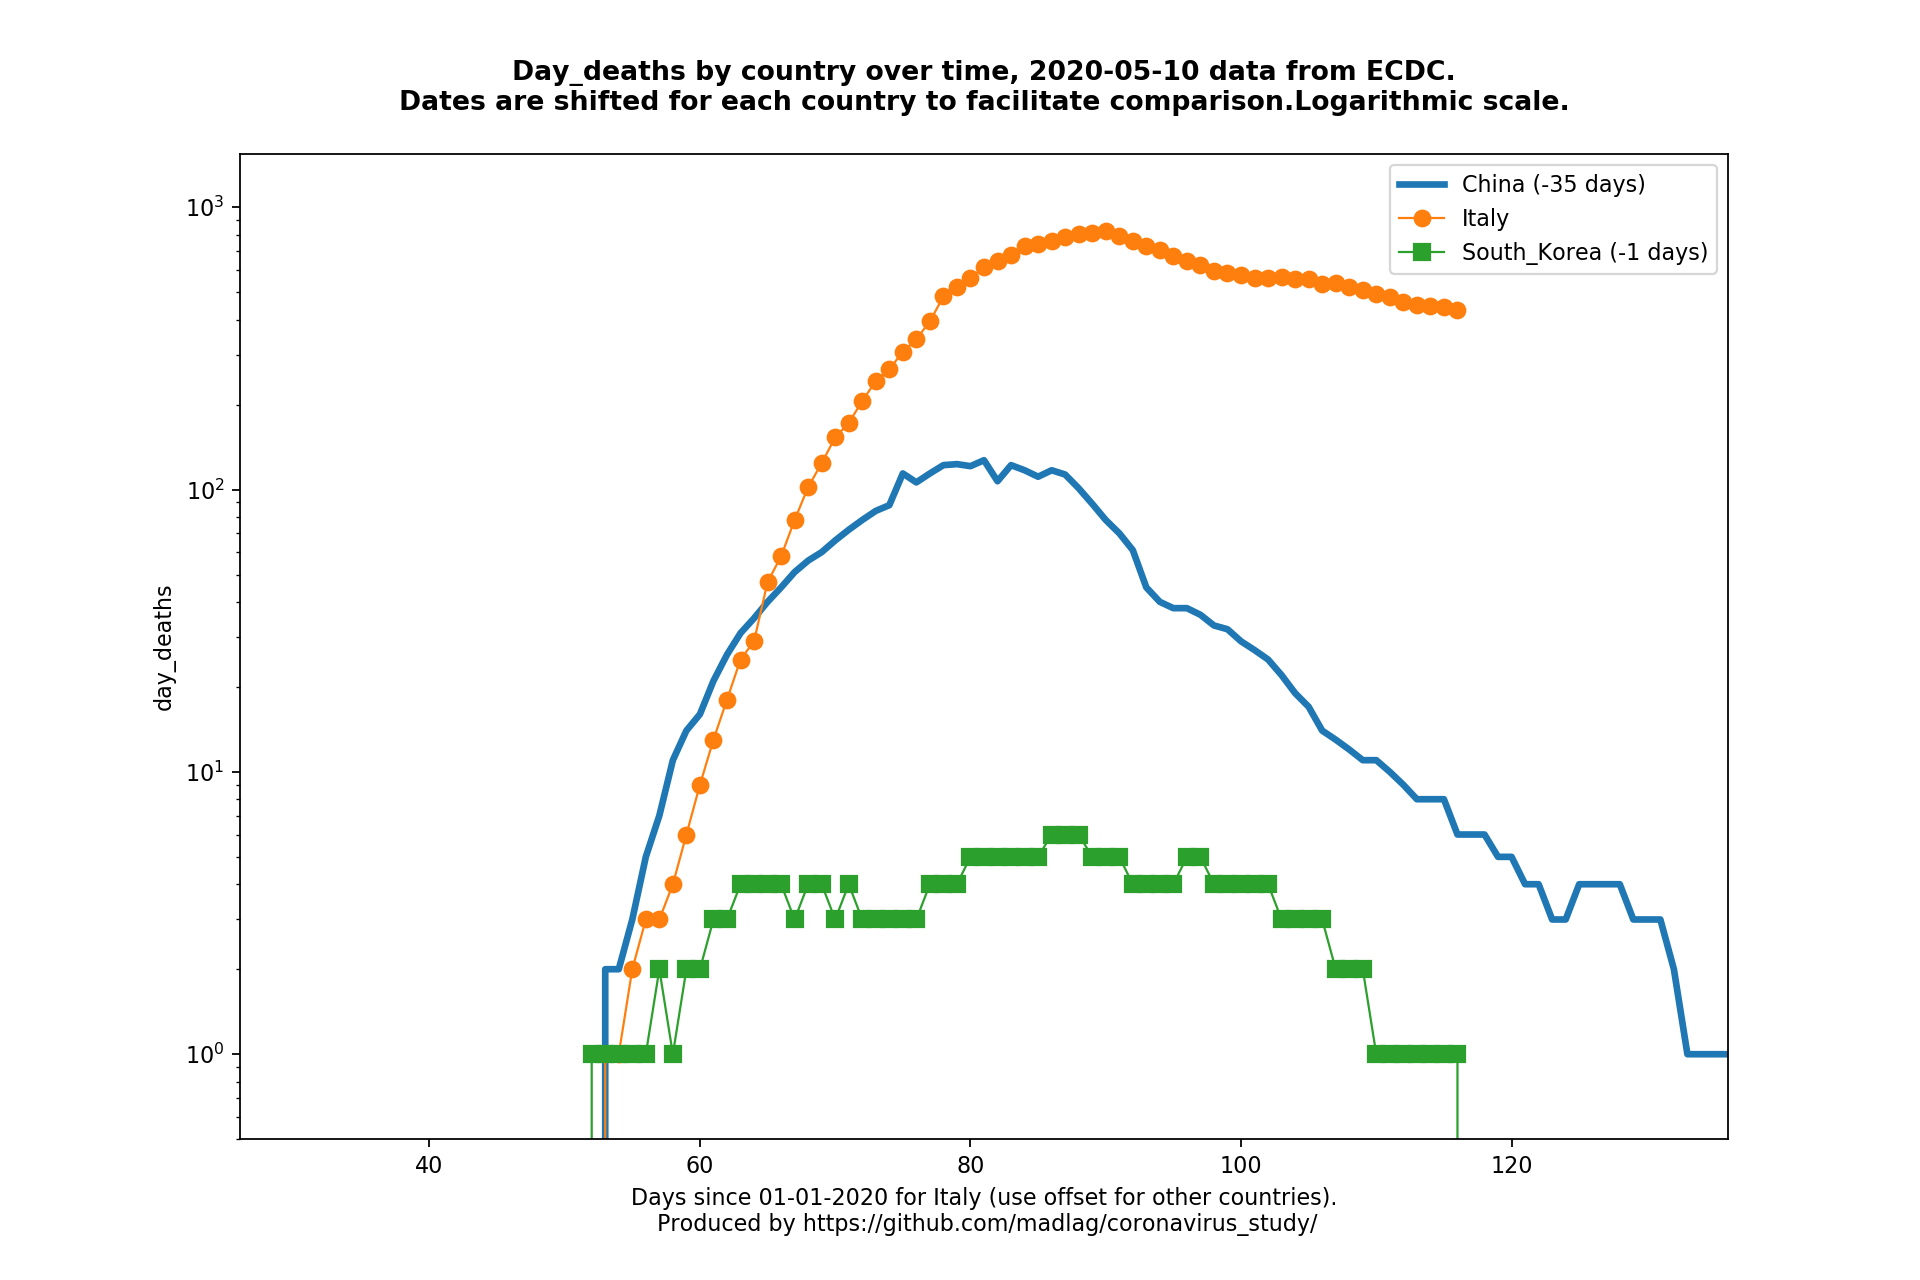 Day_deaths by country over time, 2020-05-10 data from ECDC.
Dates are shifted for each country to facilitate comparison.Logarithmic scale.
China (-35 days)
Italy
South_Korea (-1 days)
10³
10²
10¹
10⁰
day_deaths
40 60 80 100 120
Days since 01-01-2020 for Italy (use offset for other countries).
Produced by https://github.com/madlag/coronavirus_study/